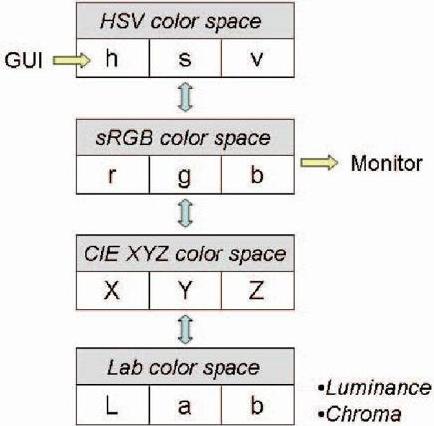 HSV color space
GUI h s v
sRGB color space
r g b Monitor
CIE XYZ color space
X Y Z
Lab color space
L a b
•Luminance
•Chroma